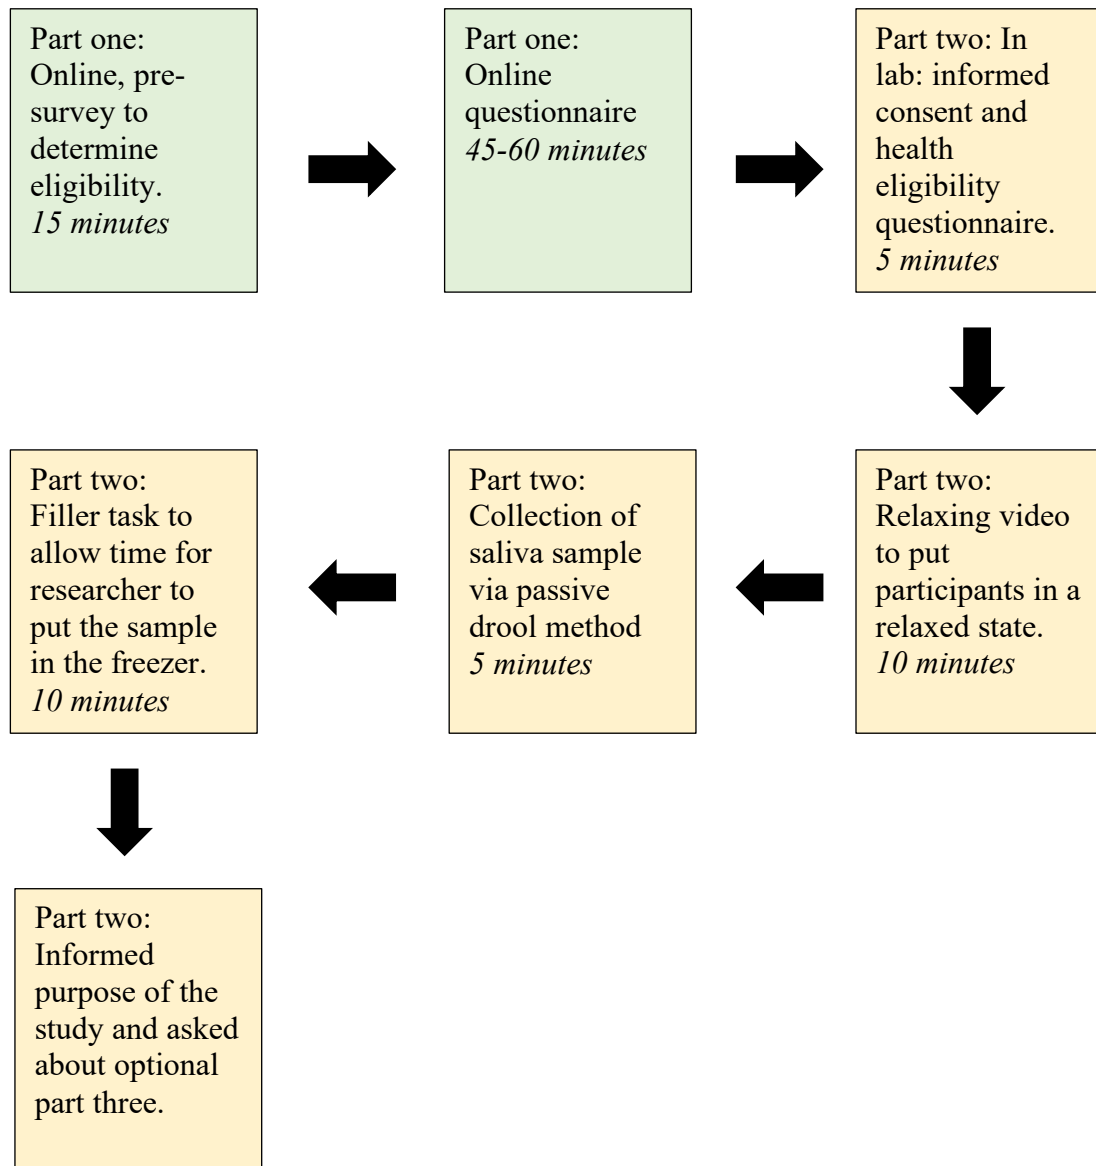 Part one:
Online, pre-
survey to
determine
eligibility.
15 minutes
Part one:
Online
questionnaire
45-60 minutes
Part two: In
lab: informed
consent and
health
eligibility
questionnaire.
5 minutes
Part two:
Relaxing video
to put
participants in a
relaxed state.
10 minutes
Part two:
Collection of
saliva sample
via passive
drool method
5 minutes
Part two:
Filler task to
allow time for
researcher to
put the sample
in the freezer.
10 minutes
Part two:
Informed
purpose of the
study and asked
about optional
part three.